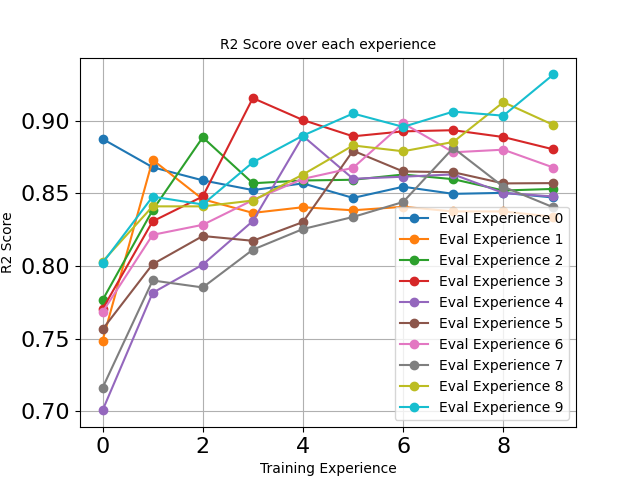 R2 Score over each experience
R2 Score
0.90
0.85
0.80
0.75
0.70
0
2
4
6
8
Training Experience
Eval Experience 0
Eval Experience 1
Eval Experience 2
Eval Experience 3
Eval Experience 4
Eval Experience 5
Eval Experience 6
Eval Experience 7
Eval Experience 8
Eval Experience 9